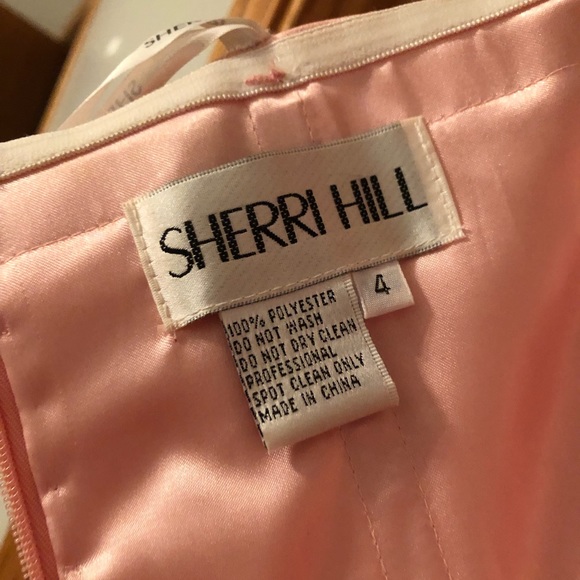 SHERRI HILL
4
100% POLYESTER
DO NOT WASH
DO NOT DRY CLEAN
PROFESSIONAL
SPOT CLEAN ONLY
MADE IN CHINA